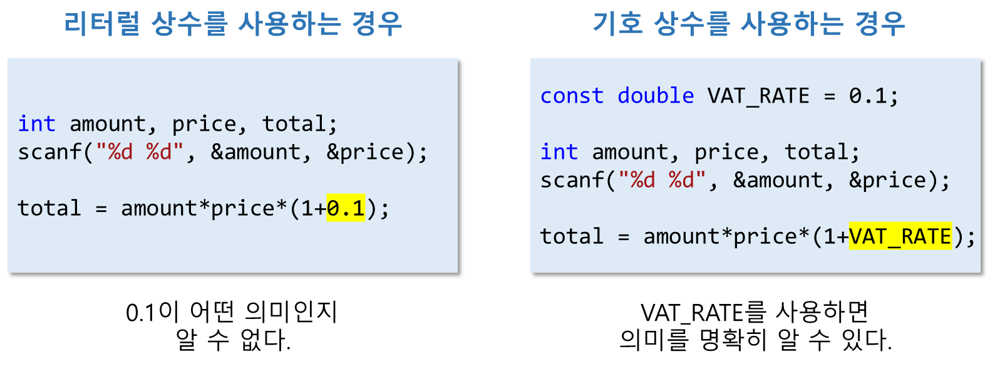 리터럴 상수를 사용하는 경우
int amount, price, total;
scanf("%d %d", &amount, &price);
total = amount*price*(1+0.1);
0.1이 어떤 의미인지
알 수 없다.
기호 상수를 사용하는 경우
const double VAT_RATE = 0.1;
int amount, price, total;
scanf("%d %d", &amount, &price);
total = amount*price*(1+VAT_RATE);
VAT_RATE를 사용하면
의미를 명확히 알 수 있다.